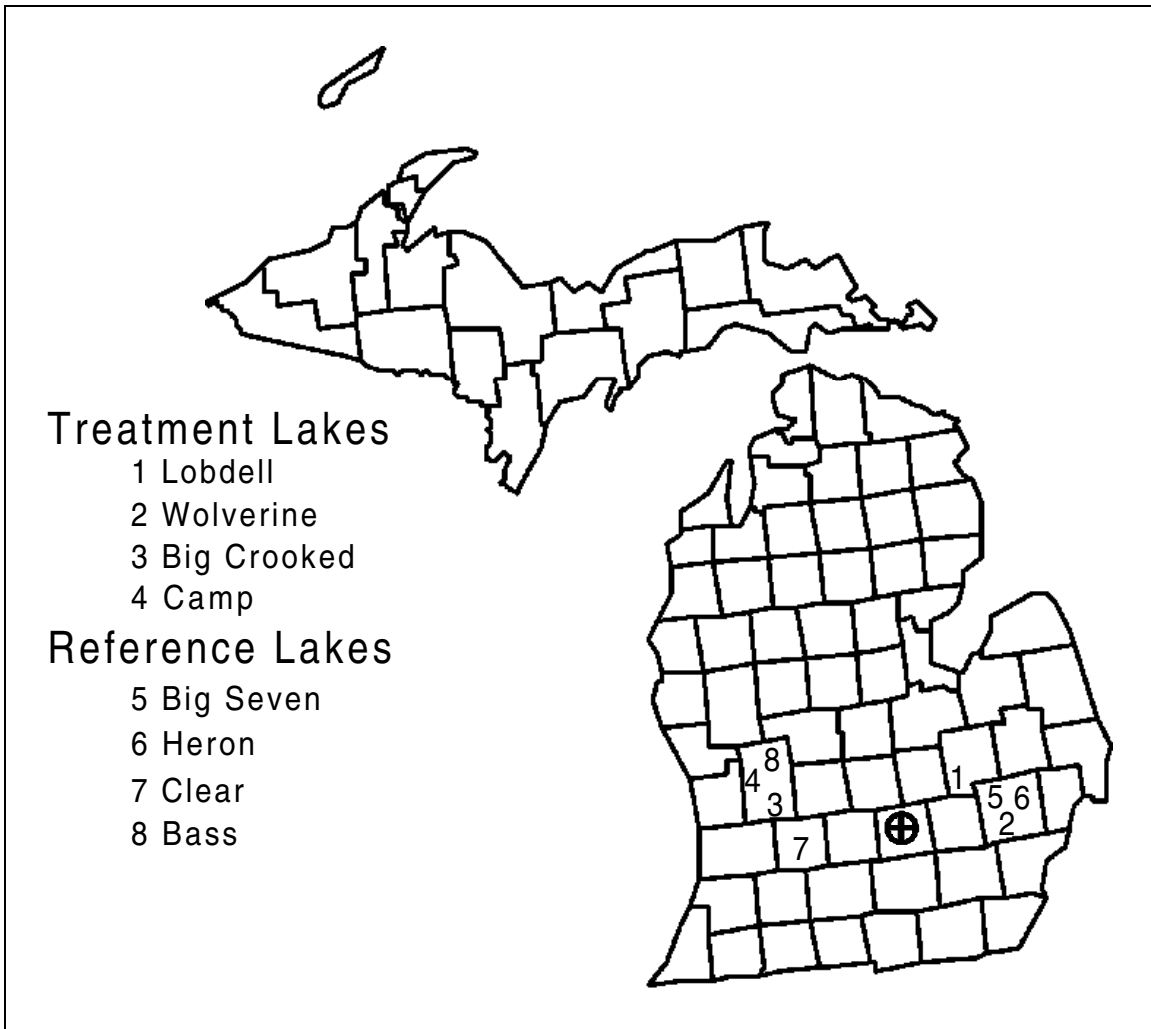 Treatment Lakes
1 Lobdell
2 Wolverine
3 Big Crooked
4 Camp
Reference Lakes
5 Big Seven
6 Heron
7 Clear
8 Bass
8
4
3
7
1
5 6
2